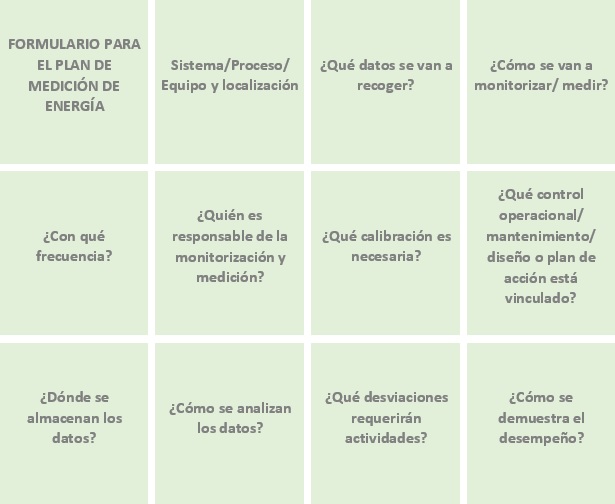 FORMULARIO PARA
EL PLAN DE
MEDICIÓN DE
ENERGÍA
Sistema/Proceso/
Equipo y localización
¿Qué datos se van a
recoger?
¿Cómo se van a
monitorizar/ medir?
¿Con qué
frecuencia?
¿Quién es
responsable de la
monitorización y
medición?
¿Qué calibración es
necesaria?
¿Qué control
operacional/
mantenimiento/
diseño o plan de
acción está
vinculado?
¿Dónde se
almacenan los
datos?
¿Cómo se analizan
los datos?
¿Qué desviaciones
requerirán
actividades?
¿Cómo se
demuestra el
desempeño?